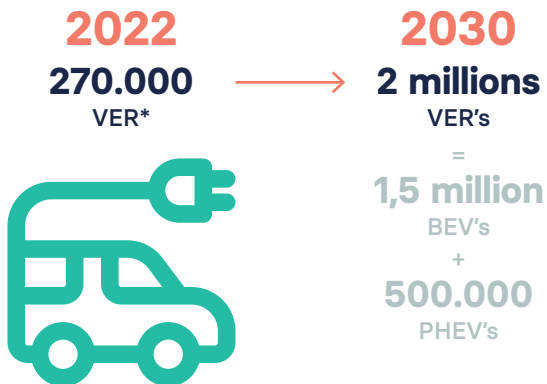 2022
270.000
VER*
2030
2 millions
VER's
=
1,5 million
BEV's
+
500.000
PHEV's